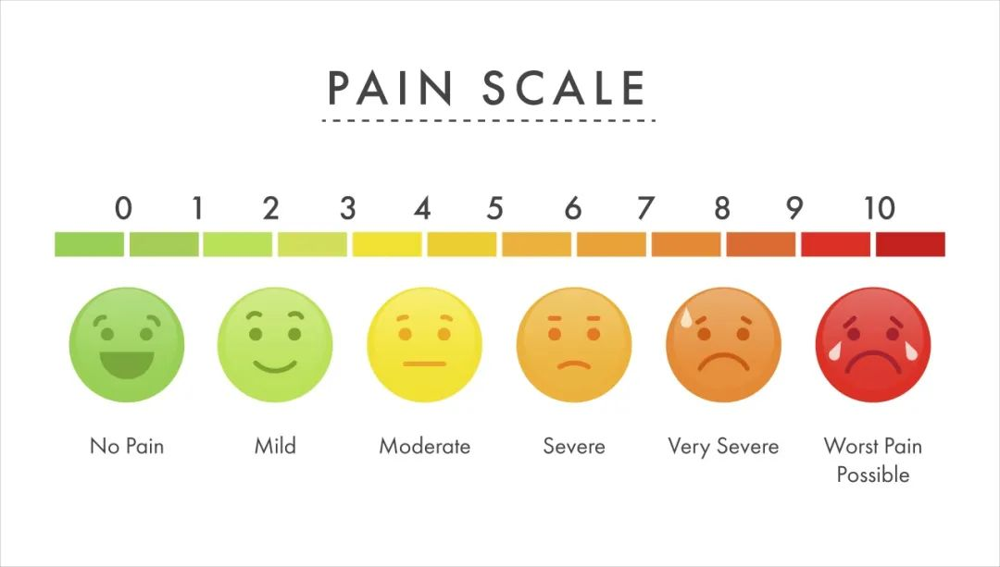 PAIN SCALE
0 1 2 3 4 5 6 7 8 9 10
No Pain Mild Moderate Severe Very Severe Worst Pain
Possible